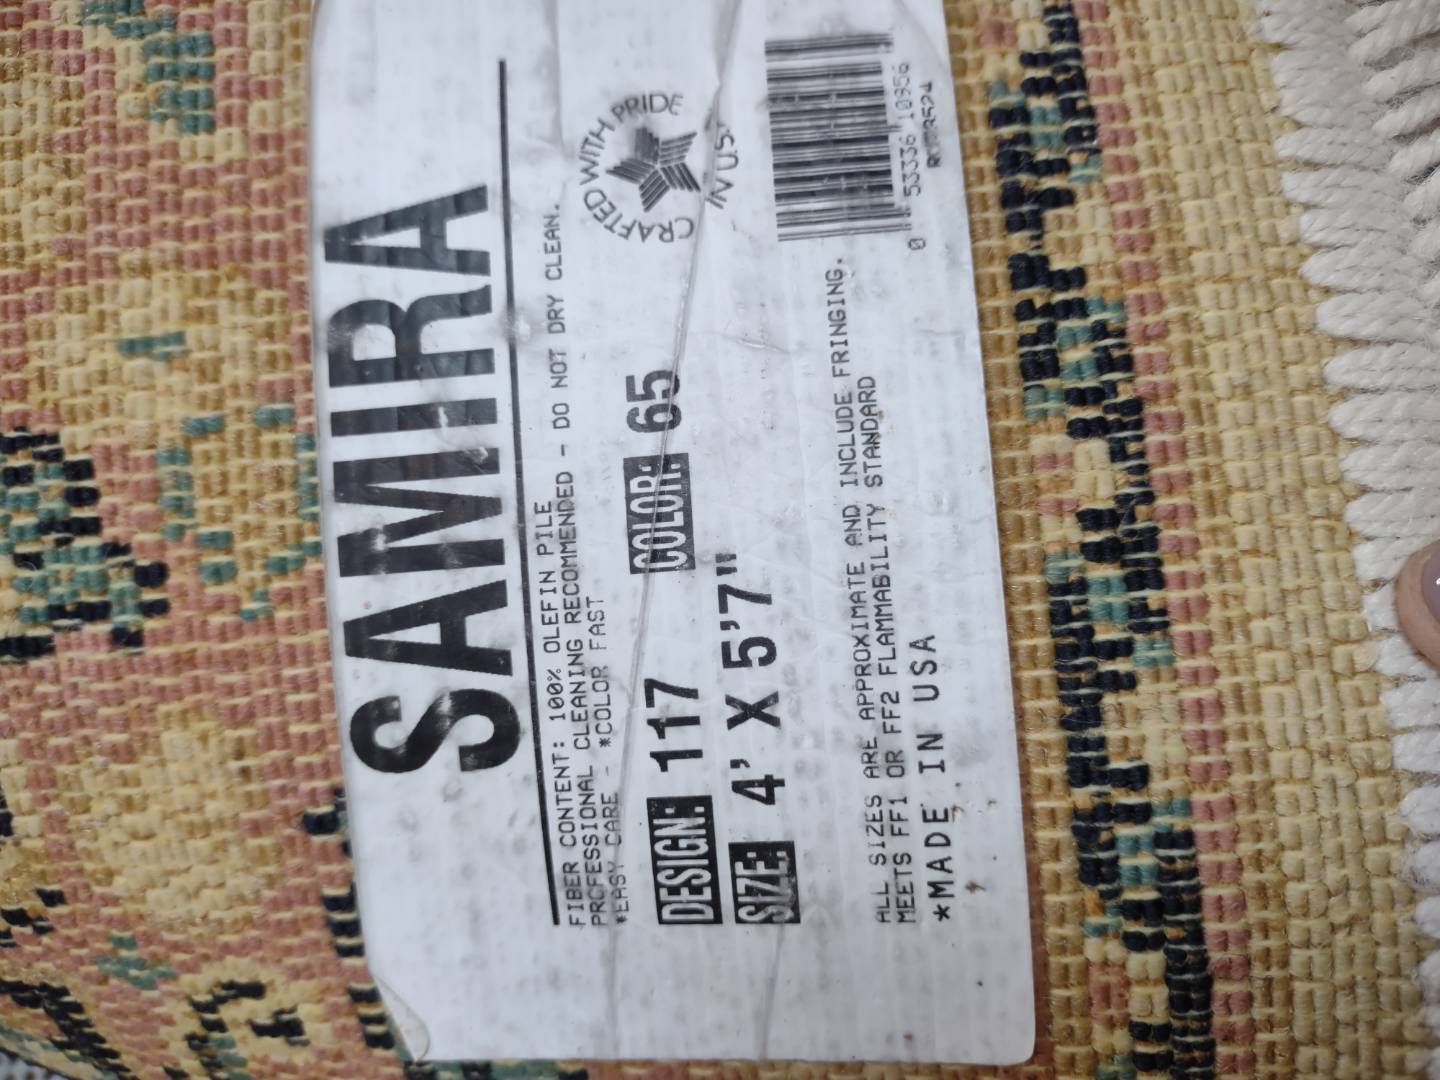 SAMIRA
FIBER CONTENT: 100% OLEFIN PILE
PROFESSIONAL CLEANING RECOMMENDED - DO NOT DRY CLEAN.
*EASY CARE - *COLOR FAST
DESIGN: 117 COLOR: 65
SIZE: 4' X 5'7"
CRAFTED WITH PRIDE IN USA
ALL SIZES ARE APPROXIMATE AND INCLUDE FRINGING.
MEETS FF1 OR FF2 FLAMMABILITY STANDARD
*MADE IN USA
0 53336 10956